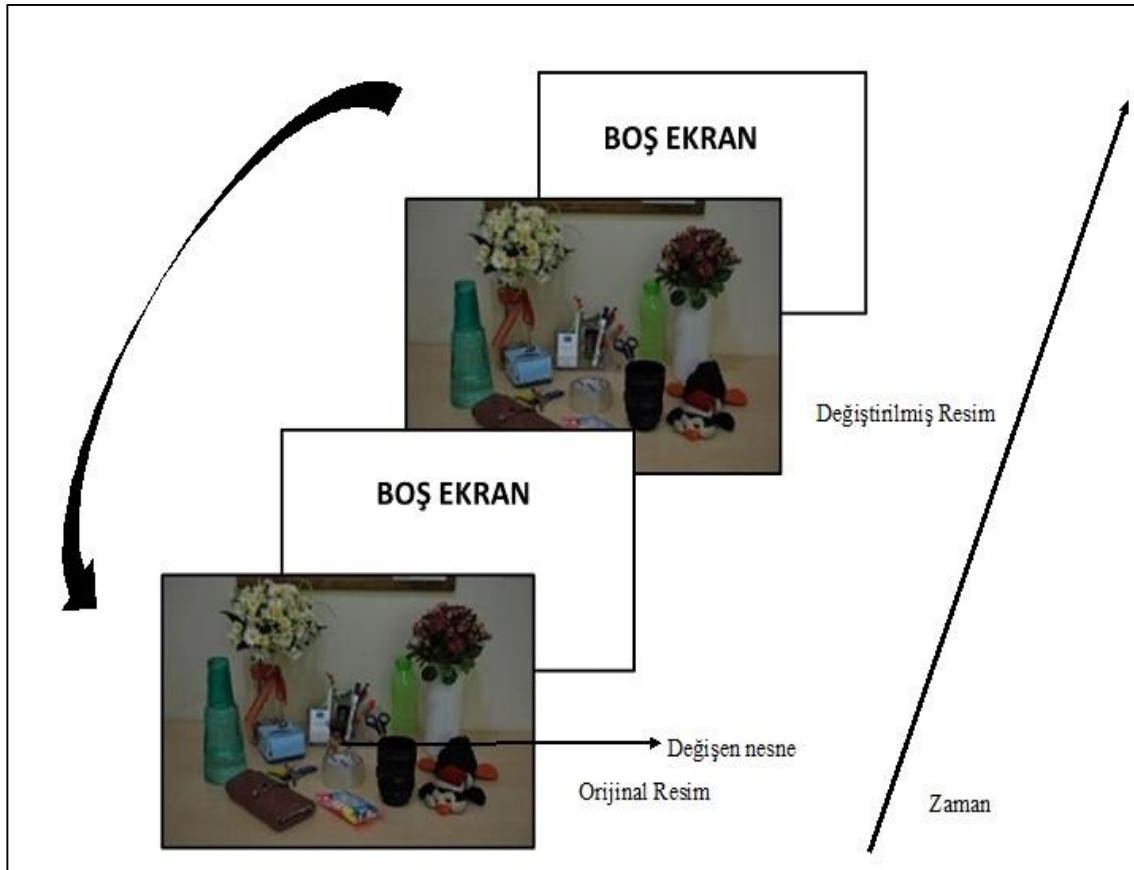 BOŞ EKRAN
Değiştirilmiş Resim
BOŞ EKRAN
Değişen nesne
Orijinal Resim
Zaman